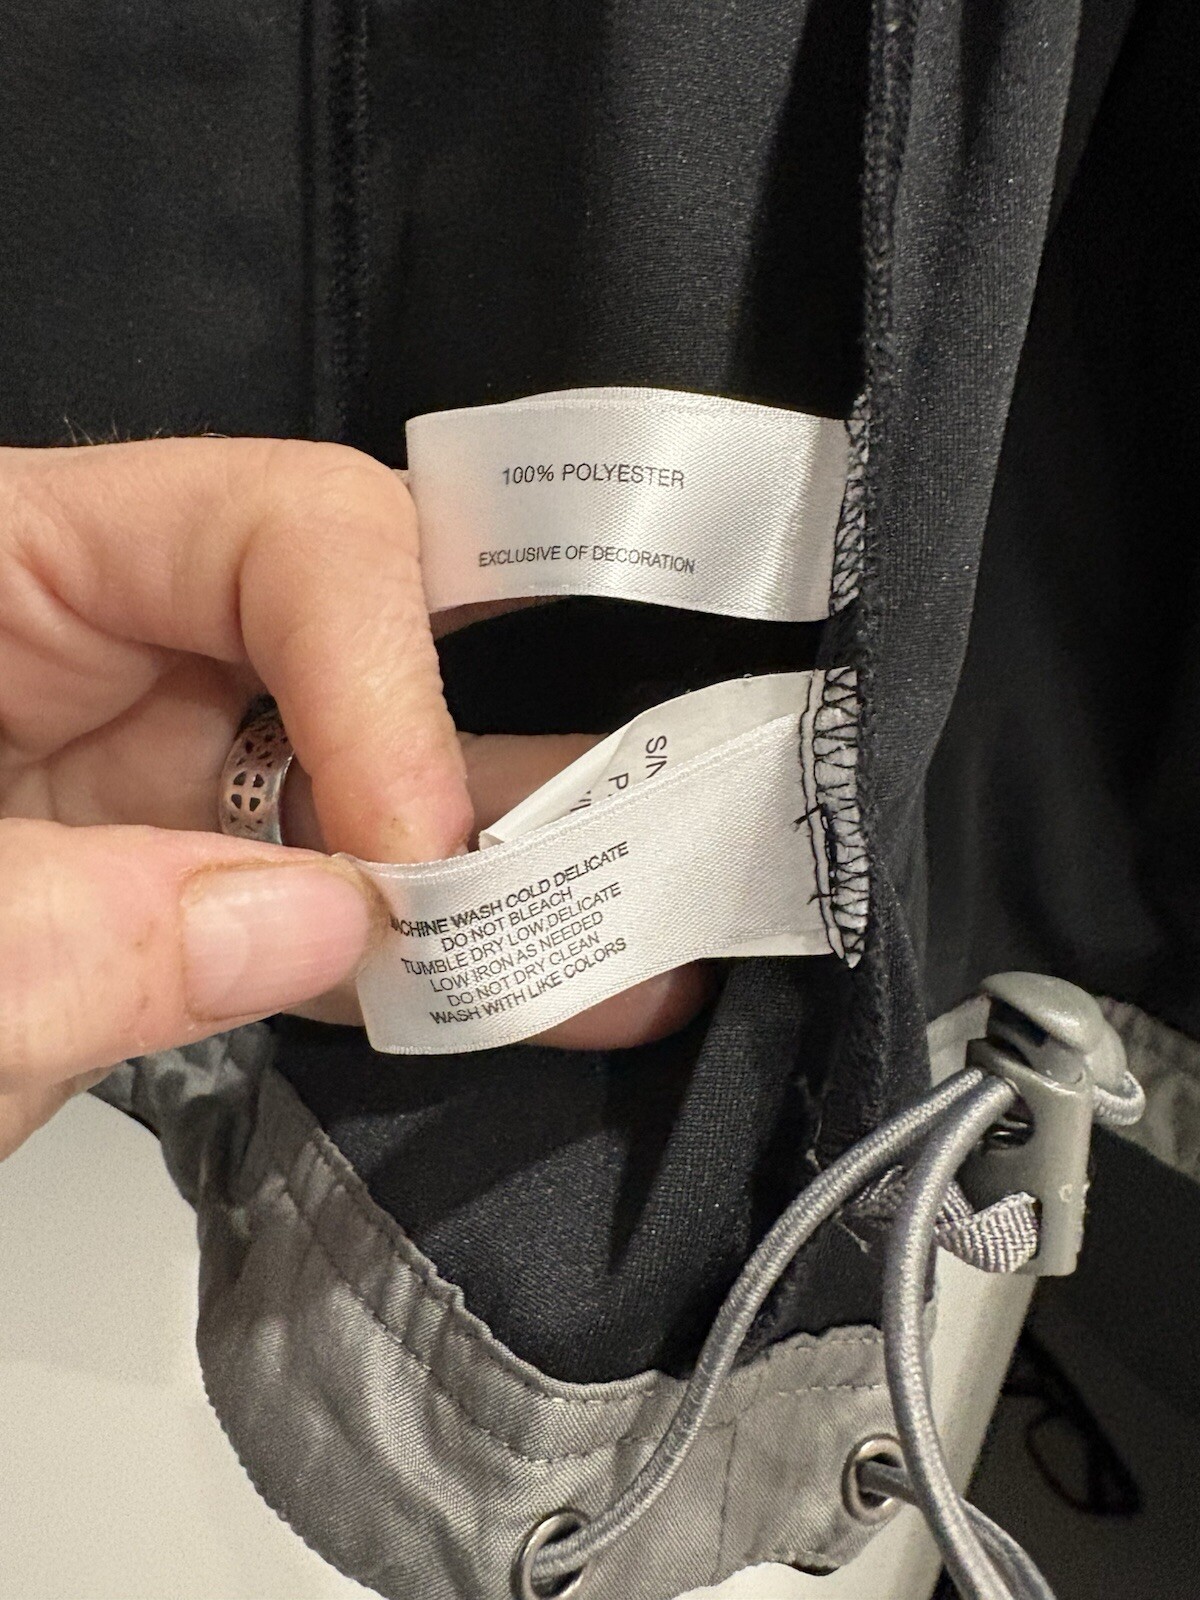 100% POLYESTER
EXCLUSIVE OF DECORATION
MACHINE WASH COLD DELICATE
DO NOT BLEACH
TUMBLE DRY LOW, DELICATE
LOW IRON AS NEEDED
DO NOT DRY CLEAN
WASH WITH LIKE COLORS